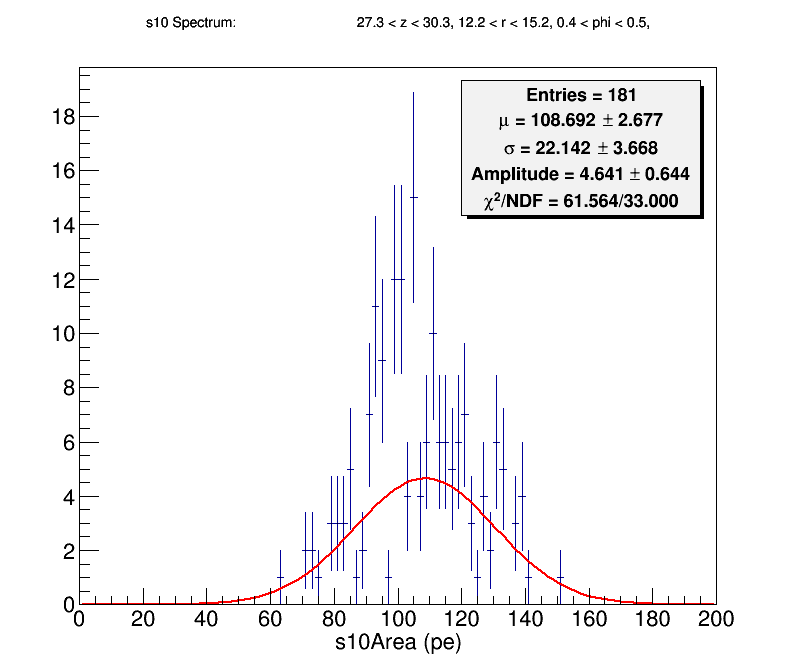 s10 Spectrum: 27.3 < z < 30.3, 12.2 < r < 15.2, 0.4 < phi < 0.5,
Entries = 181
μ = 108.692 ± 2.677
σ = 22.142 ± 3.668
Amplitude = 4.641 ± 0.644
χ²/NDF = 61.564/33.000
18
16
14
12
10
8
6
4
2
0
0 20 40 60 80 100 120 140 160 180 200
s10Area (pe)